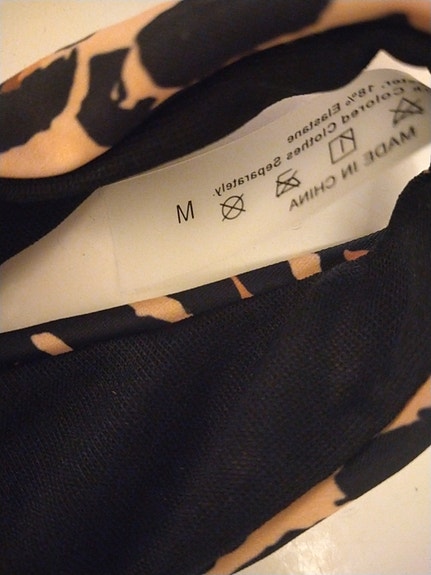 18% Elastane
Colored Clothes Separately.
MADE IN CHINA
M